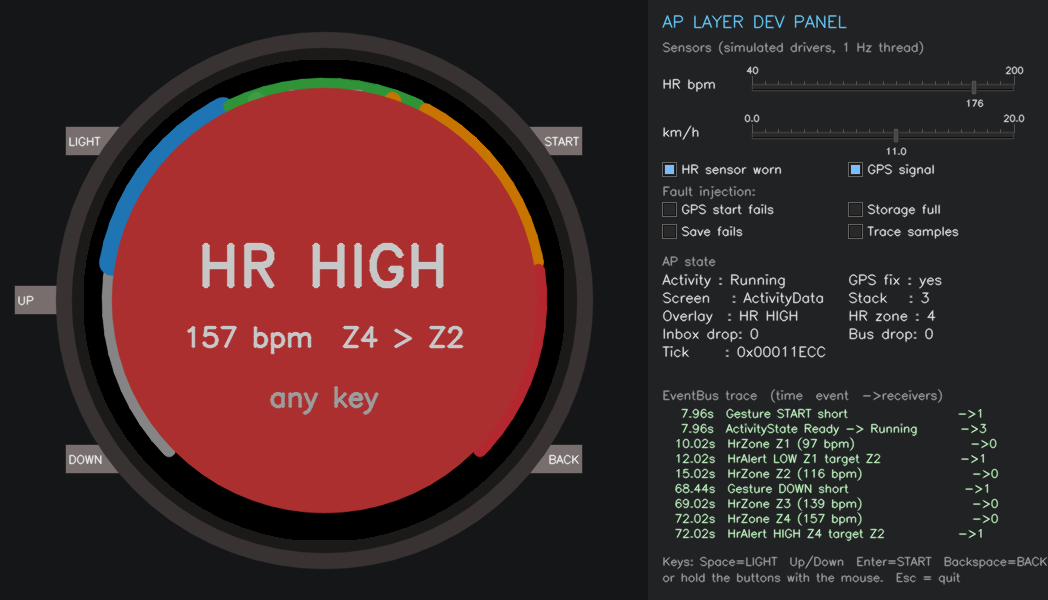 LIGHT
START
UP
HR HIGH
157 bpm Z4 > Z2
any key
DOWN
BACK
AP LAYER DEV PANEL
Sensors (simulated drivers, 1 Hz thread)
40 200
HR bpm
176
0.0 20.0
km/h
11.0
HR sensor worn GPS signal
Fault injection:
GPS start fails Storage full
Save fails Trace samples
AP state
Activity : Running GPS fix : yes
Screen : ActivityData Stack : 3
Overlay : HR HIGH HR zone : 4
Inbox drop: 0 Bus drop: 0
Tick : 0x00011ECC
EventBus trace (time event ->receivers)
7.96s Gesture START short ->1
7.96s ActivityState Ready -> Running ->3
10.02s HrZone Z1 (97 bpm) ->0
12.02s HrAlert LOW Z1 target Z2 ->1
15.02s HrZone Z2 (116 bpm) ->0
68.44s Gesture DOWN short ->1
69.02s HrZone Z3 (139 bpm) ->0
72.02s HrZone Z4 (157 bpm) ->0
72.02s HrAlert HIGH Z4 target Z2 ->1
Keys: Space=LIGHT Up/Down Enter=START Backspace=BACK
or hold the buttons with the mouse. Esc = quit